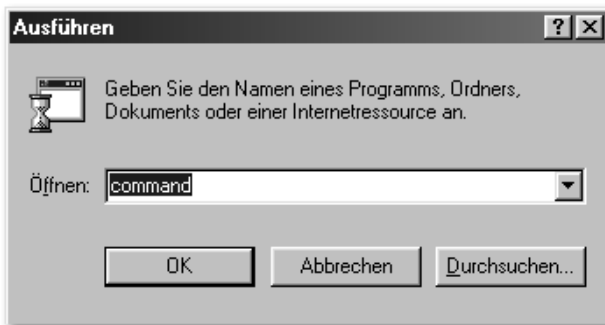 Ausführen
Geben Sie den Namen eines Programms, Ordners,
Dokuments oder einer Internetressource an.
Öffnen: command
OK Abbrechen Durchsuchen...